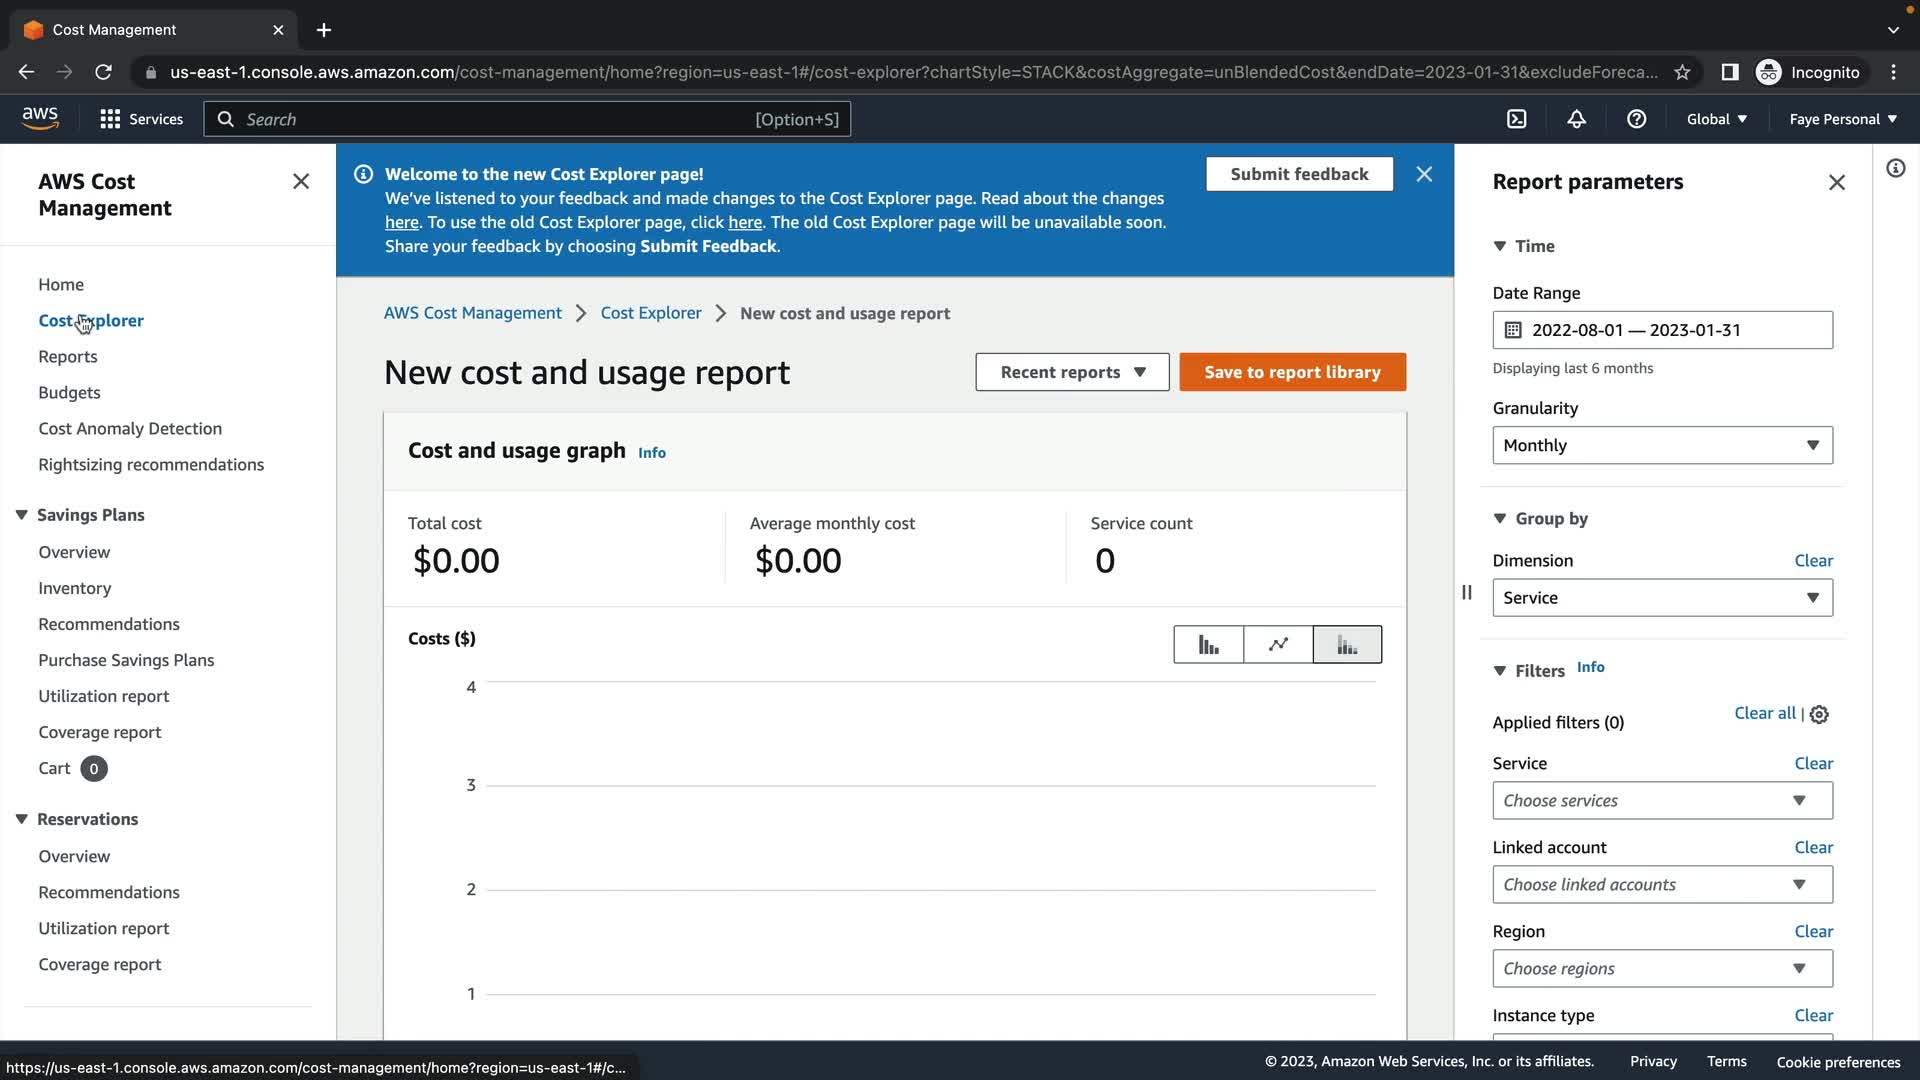 Cost Management
us-east-1.console.aws.amazon.com/cost-management/home?region=us-east-1#/cost-explorer?chartStyle=STACK&costAggregate=unBlendedCost&endDate=2023-01-31&excludeForeca...
Incognito
aws
Services
Search
[Option+S]
Global
Faye Personal
AWS Cost
Management
Home
Cost Explorer
Reports
Budgets
Cost Anomaly Detection
Rightsizing recommendations
Savings Plans
Overview
Inventory
Recommendations
Purchase Savings Plans
Utilization report
Coverage report
Cart 0
Reservations
Overview
Recommendations
Utilization report
Coverage report
Welcome to the new Cost Explorer page!
We've listened to your feedback and made changes to the Cost Explorer page. Read about the changes
here. To use the old Cost Explorer page, click here. The old Cost Explorer page will be unavailable soon.
Share your feedback by choosing Submit Feedback.
Submit feedback
AWS Cost Management
Cost Explorer
New cost and usage report
New cost and usage report
Recent reports
Save to report library
Cost and usage graph Info
Total cost
$0.00
Average monthly cost
$0.00
Service count
0
Costs ($)
4
3
2
1
Report parameters
Time
Date Range
2022-08-01 — 2023-01-31
Displaying last 6 months
Granularity
Monthly
Group by
Dimension Clear
Service
Filters Info
Applied filters (0) Clear all |
Service Clear
Choose services
Linked account Clear
Choose linked accounts
Region Clear
Choose regions
Instance type Clear
https://us-east-1.console.aws.amazon.com/cost-management/home?region=us-east-1#/c...
© 2023, Amazon Web Services, Inc. or its affiliates.
Privacy
Terms
Cookie preferences